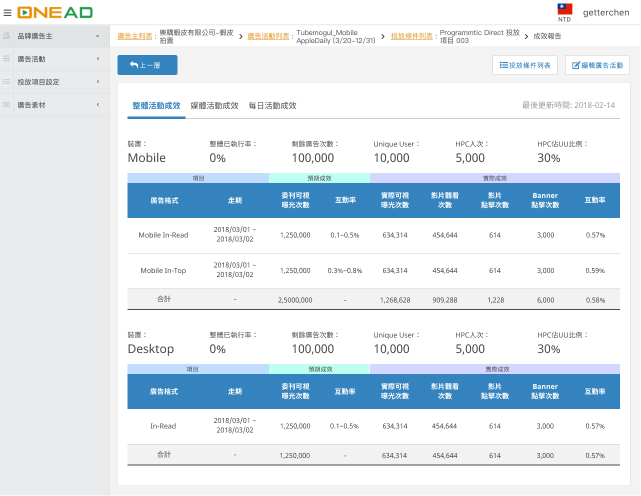 ONEAD
NTD
getterchen
品牌廣告主
廣告活動
投放項目設定
廣告素材
廣告主列表：樂購蝦皮有限公司-蝦皮拍賣 > 廣告活動列表：Tubemogul_Mobile AppleDaily (3/20~12/31) > 投放條件列表：Programmtic Direct 投放項目 003 > 成效報告
上一層
投放條件列表
編輯廣告活動
整體活動成效 媒體活動成效 每日活動成效
最後更新時間: 2018-02-14
裝置： 整體已執行率： 剩餘廣告次數： Unique User： HPC人次： HPC佔UU比例：
Mobile 0% 100,000 10,000 5,000 30%
項目 預期成效 實際成效
廣告格式 走期 委刊可視曝光次數 互動率 實際可視曝光次數 影片觀看次數 影片點擊次數 Banner點擊次數 互動率
Mobile In-Read 2018/03/01 ~ 2018/03/02 1,250,000 0.1~0.5% 634,314 454,644 614 3,000 0.57%
Mobile In-Top 2018/03/01 ~ 2018/03/02 1,250,000 0.3%~0.8% 634,314 454,644 614 3,000 0.59%
合計 - 2,5000,000 - 1,268,628 909,288 1,228 6,000 0.58%
裝置： 整體已執行率： 剩餘廣告次數： Unique User： HPC人次： HPC佔UU比例：
Desktop 0% 100,000 10,000 5,000 30%
項目 預期成效 實際成效
廣告格式 走期 委刊可視曝光次數 互動率 實際可視曝光次數 影片觀看次數 影片點擊次數 Banner點擊次數 互動率
In-Read 2018/03/01 ~ 2018/03/02 1,250,000 0.1~0.5% 634,314 454,644 614 3,000 0.57%
合計 - 1,250,000 - 634,314 454,644 614 3,000 0.57%